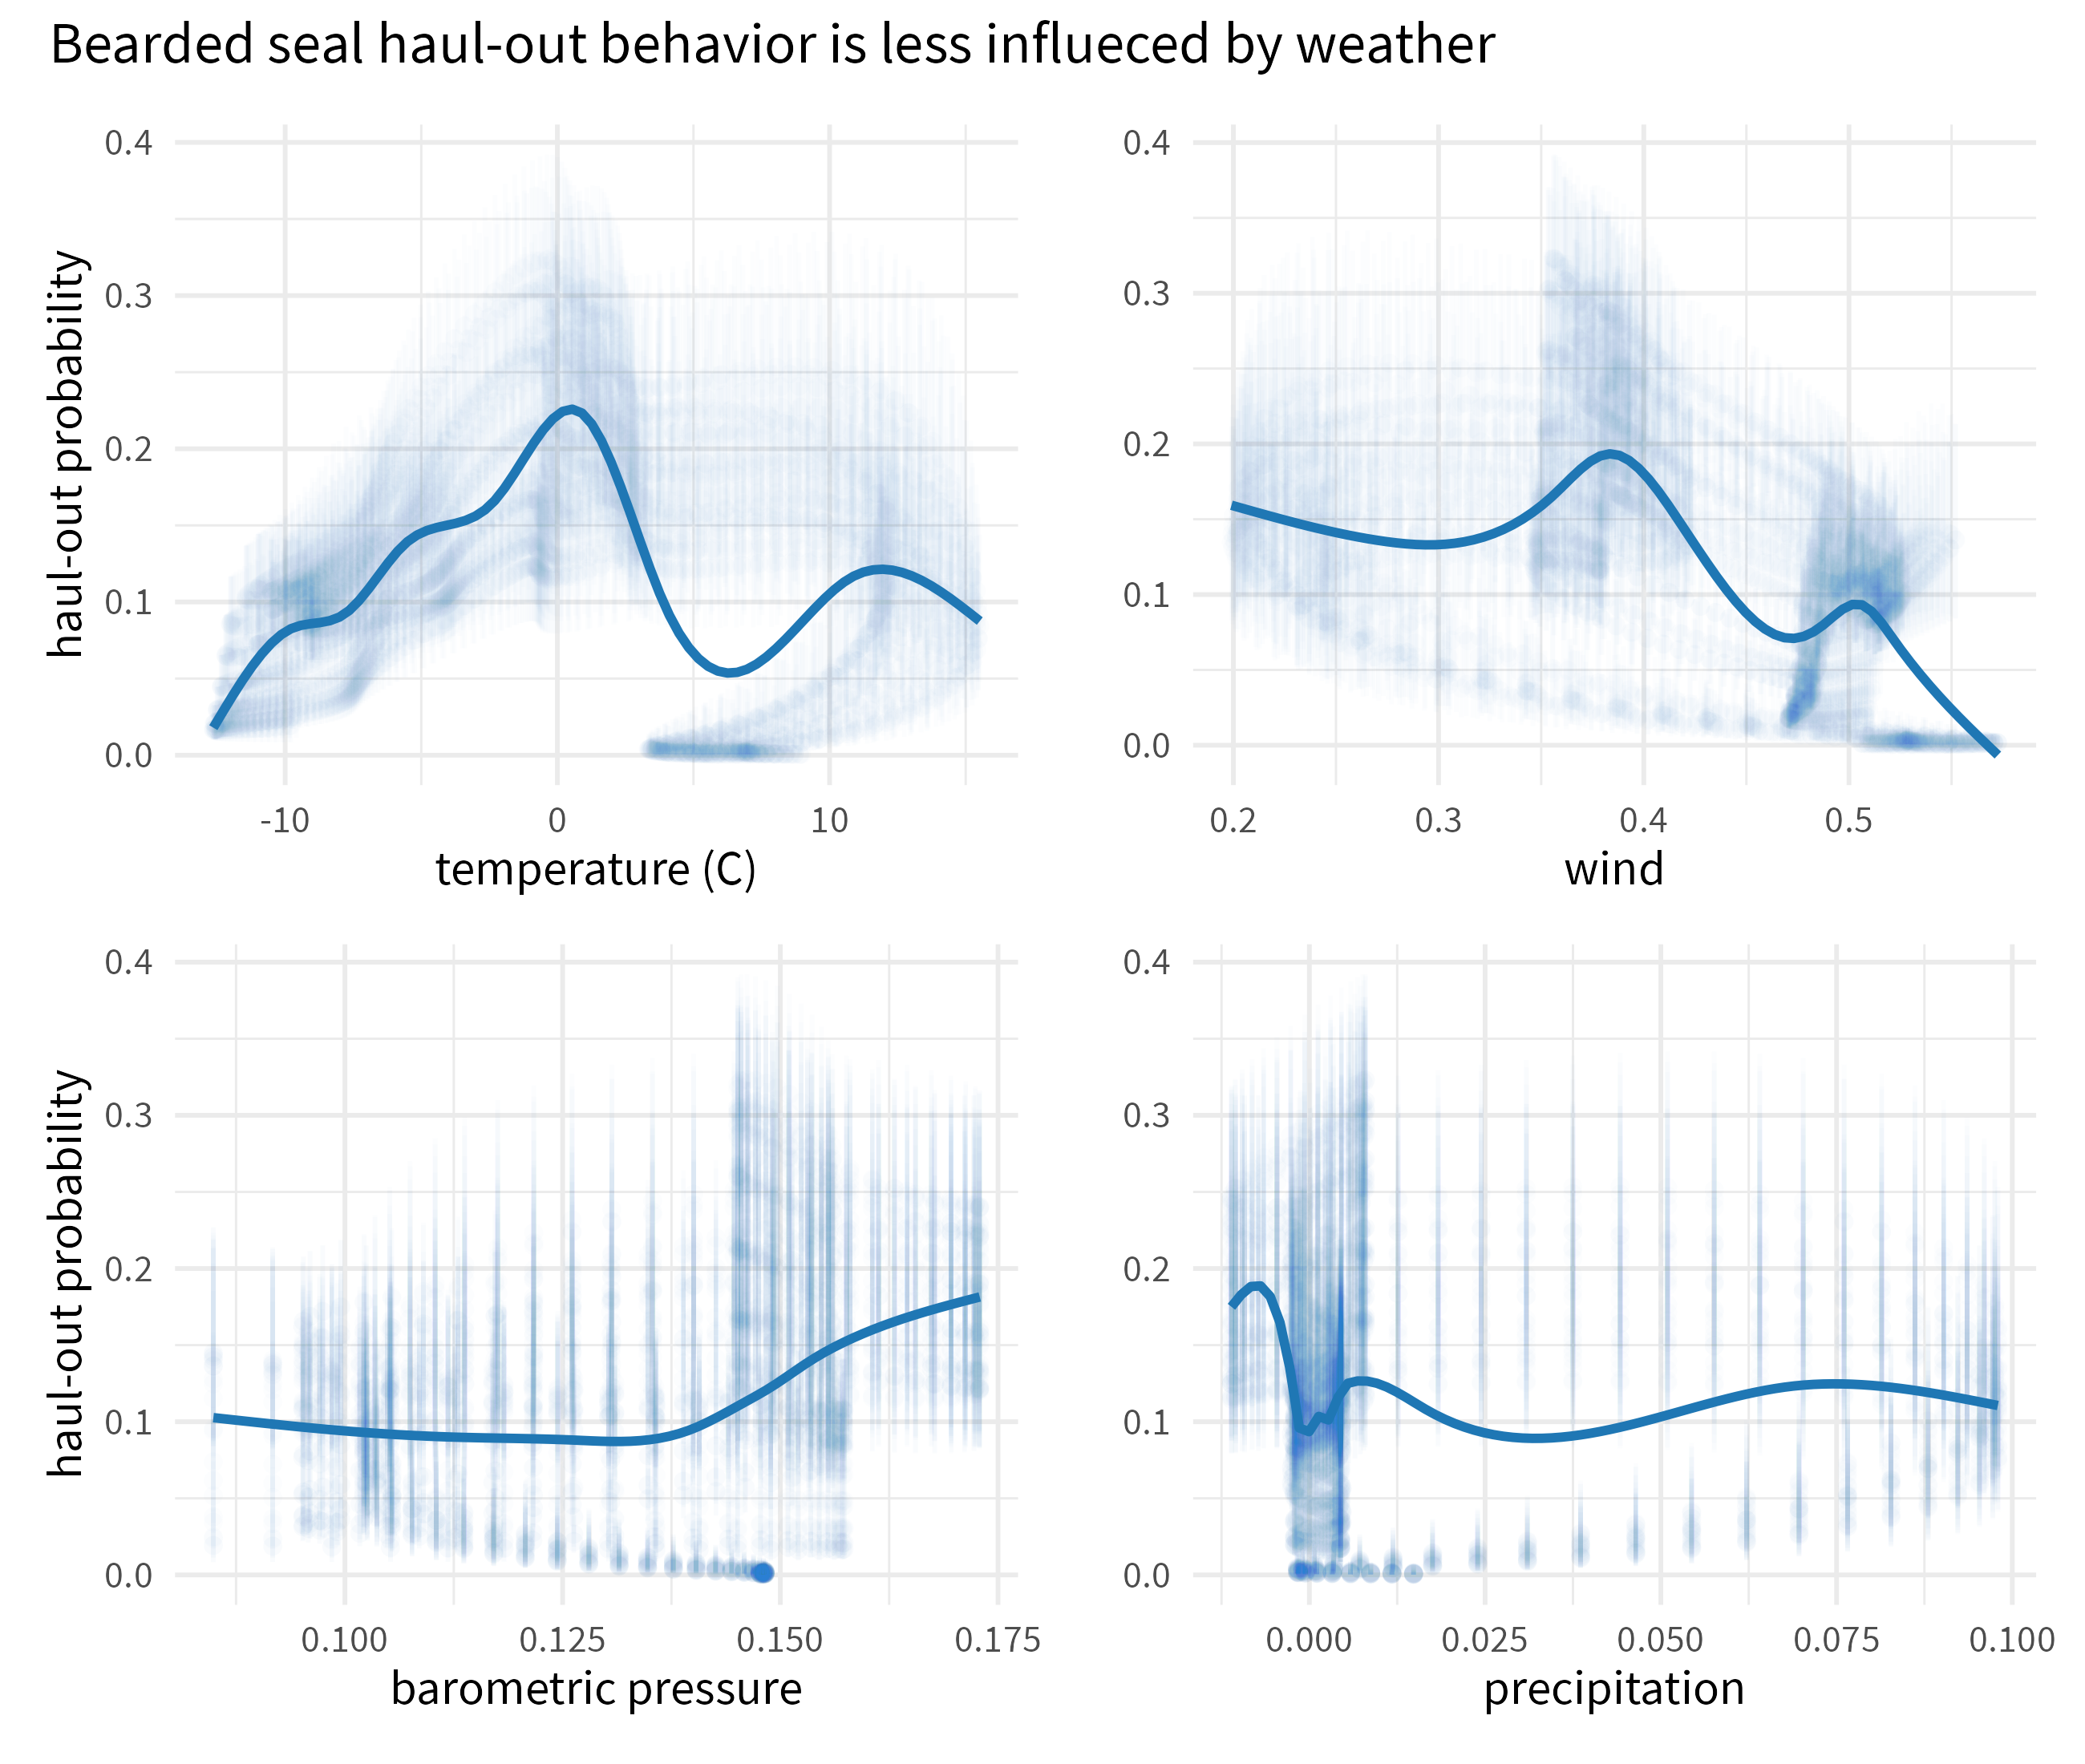 Bearded seal haul-out behavior is less influeced by weather
haul-out probability
0.4
0.3
0.2
0.1
0.0
-10 0 10
temperature (C)
0.4
0.3
0.2
0.1
0.0
0.2 0.3 0.4 0.5
wind
haul-out probability
0.4
0.3
0.2
0.1
0.0
0.100 0.125 0.150 0.175
barometric pressure
0.4
0.3
0.2
0.1
0.0
0.000 0.025 0.050 0.075 0.100
precipitation